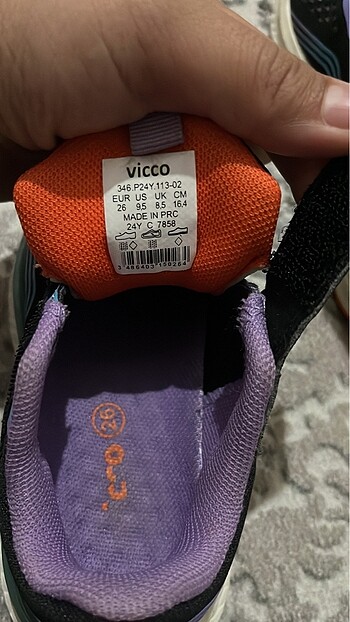 vicco
346.P24Y.113-02
EUR US UK CM
26 9,5 8,5 16,4
MADE IN PRC
24Y C 7858
26